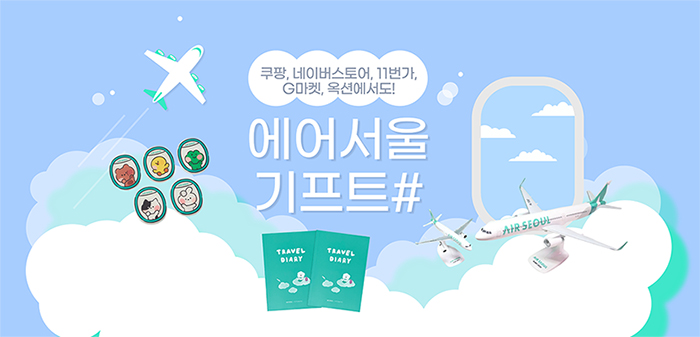 쿠팡, 네이버스토어, 11번가,
G마켓, 옥션에서도!
에어서울
기프트#
TRAVEL
DIARY
TRAVEL
DIARY
AIR SEOUL